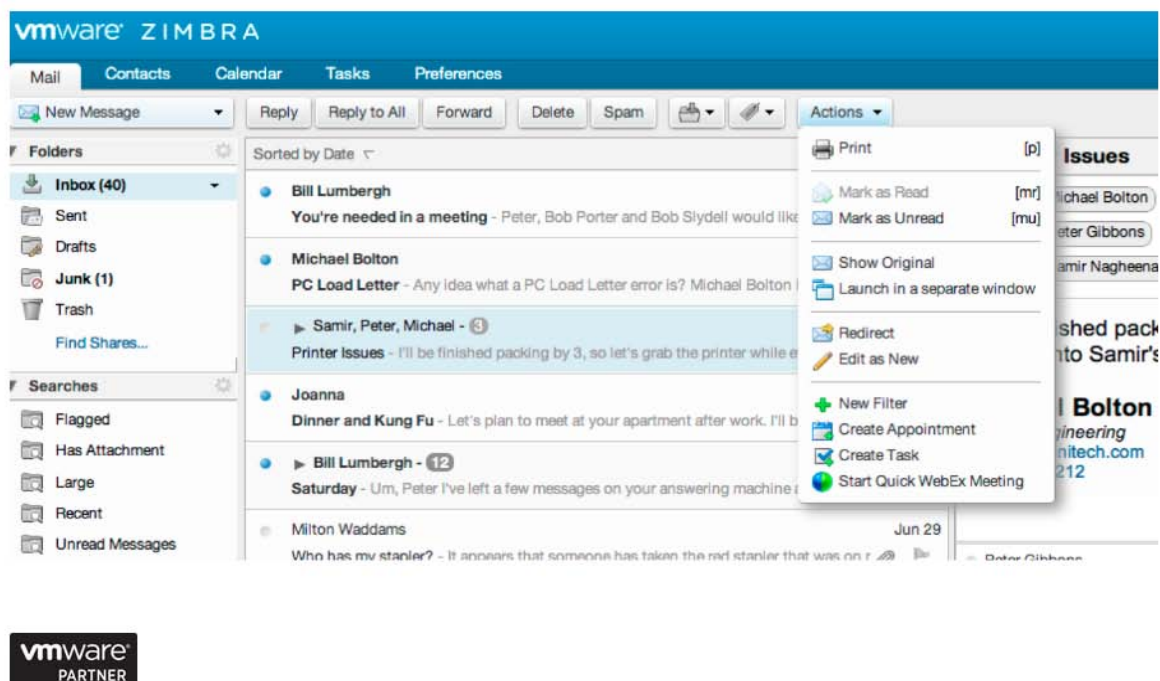 vmware® ZIMBRA
Mail Contacts Calendar Tasks Preferences
New Message Reply Reply to All Forward Delete Spam Actions
Folders
Inbox (40)
Sent
Drafts
Junk (1)
Trash
Find Shares...
Searches
Flagged
Has Attachment
Large
Recent
Unread Messages
Sorted by Date
Bill Lumbergh
You're needed in a meeting - Peter, Bob Porter and Bob Slydell would like
Michael Bolton
PC Load Letter - Any idea what a PC Load Letter error is? Michael Bolton
Samir, Peter, Michael - 3
Printer Issues - I'll be finished packing by 3, so let's grab the printer while
Joanna
Dinner and Kung Fu - Let's plan to meet at your apartment after work. I'll
Bill Lumbergh - 12
Saturday - Um, Peter I've left a few messages on your answering machine
Milton Waddams Jun 29
Who has my stapler? - It appears that someone has taken the red stapler that was on
Print [p]
Mark as Read [mr]
Mark as Unread [mu]
Show Original
Launch in a separate window
Redirect
Edit as New
New Filter
Create Appointment
Create Task
Start Quick WebEx Meeting
Issues
ichael Bolton
eter Gibbons
amir Nagheena
shed pack
to Samir's
Bolton
gineering
nitech.com
212
Peter Gibbons
vmware®
PARTNER